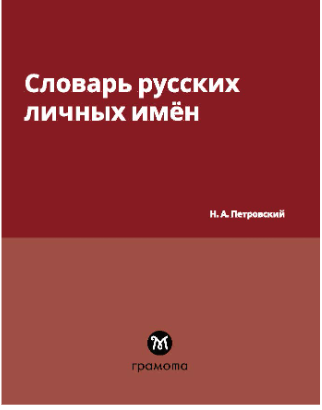 Словарь русских
личных имён
Н. А. Петровский
грамота